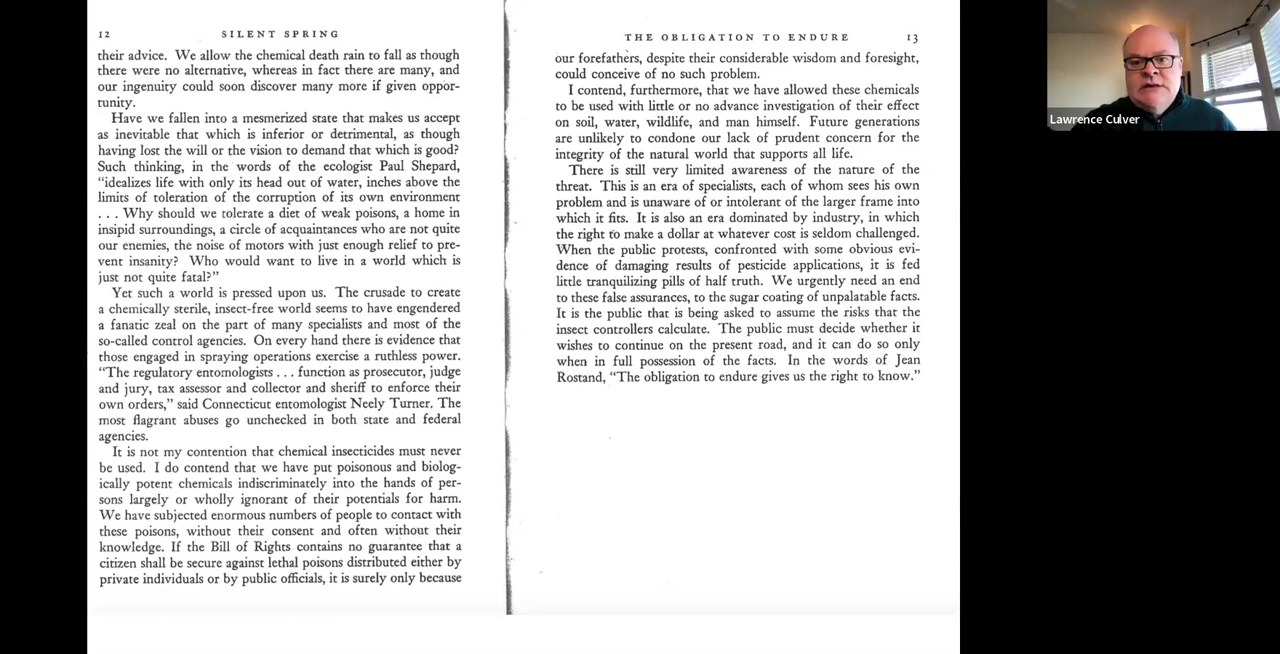 12 SILENT SPRING
their advice. We allow the chemical death rain to fall as though
there were no alternative, whereas in fact there are many, and
our ingenuity could soon discover many more if given oppor-
tunity.
Have we fallen into a mesmerized state that makes us accept
as inevitable that which is inferior or detrimental, as though
having lost the will or the vision to demand that which is good?
Such thinking, in the words of the ecologist Paul Shepard,
“idealizes life with only its head out of water, inches above the
limits of toleration of the corruption of its own environment
. . . Why should we tolerate a diet of weak poisons, a home in
insipid surroundings, a circle of acquaintances who are not quite
our enemies, the noise of motors with just enough relief to pre-
vent insanity? Who would want to live in a world which is
just not quite fatal?”
Yet such a world is pressed upon us. The crusade to create
a chemically sterile, insect-free world seems to have engendered
a fanatic zeal on the part of many specialists and most of the
so-called control agencies. On every hand there is evidence that
those engaged in spraying operations exercise a ruthless power.
“The regulatory entomologists . . . function as prosecutor, judge
and jury, tax assessor and collector and sheriff to enforce their
own orders,” said Connecticut entomologist Neely Turner. The
most flagrant abuses go unchecked in both state and federal
agencies.
It is not my contention that chemical insecticides must never
be used. I do contend that we have put poisonous and biolog-
ically potent chemicals indiscriminately into the hands of per-
sons largely or wholly ignorant of their potentials for harm.
We have subjected enormous numbers of people to contact with
these poisons, without their consent and often without their
knowledge. If the Bill of Rights contains no guarantee that a
citizen shall be secure against lethal poisons distributed either by
private individuals or by public officials, it is surely only because
THE OBLIGATION TO ENDURE 13
our forefathers, despite their considerable wisdom and foresight,
could conceive of no such problem.
I contend, furthermore, that we have allowed these chemicals
to be used with little or no advance investigation of their effect
on soil, water, wildlife, and man himself. Future generations
are unlikely to condone our lack of prudent concern for the
integrity of the natural world that supports all life.
There is still very limited awareness of the nature of the
threat. This is an era of specialists, each of whom sees his own
problem and is unaware of or intolerant of the larger frame into
which it fits. It is also an era dominated by industry, in which
the right to make a dollar at whatever cost is seldom challenged.
When the public protests, confronted with some obvious evi-
dence of damaging results of pesticide applications, it is fed
little tranquilizing pills of half truth. We urgently need an end
to these false assurances, to the sugar coating of unpalatable facts.
It is the public that is being asked to assume the risks that the
insect controllers calculate. The public must decide whether it
wishes to continue on the present road, and it can do so only
when in full possession of the facts. In the words of Jean
Rostand, “The obligation to endure gives us the right to know.”
Lawrence Culver